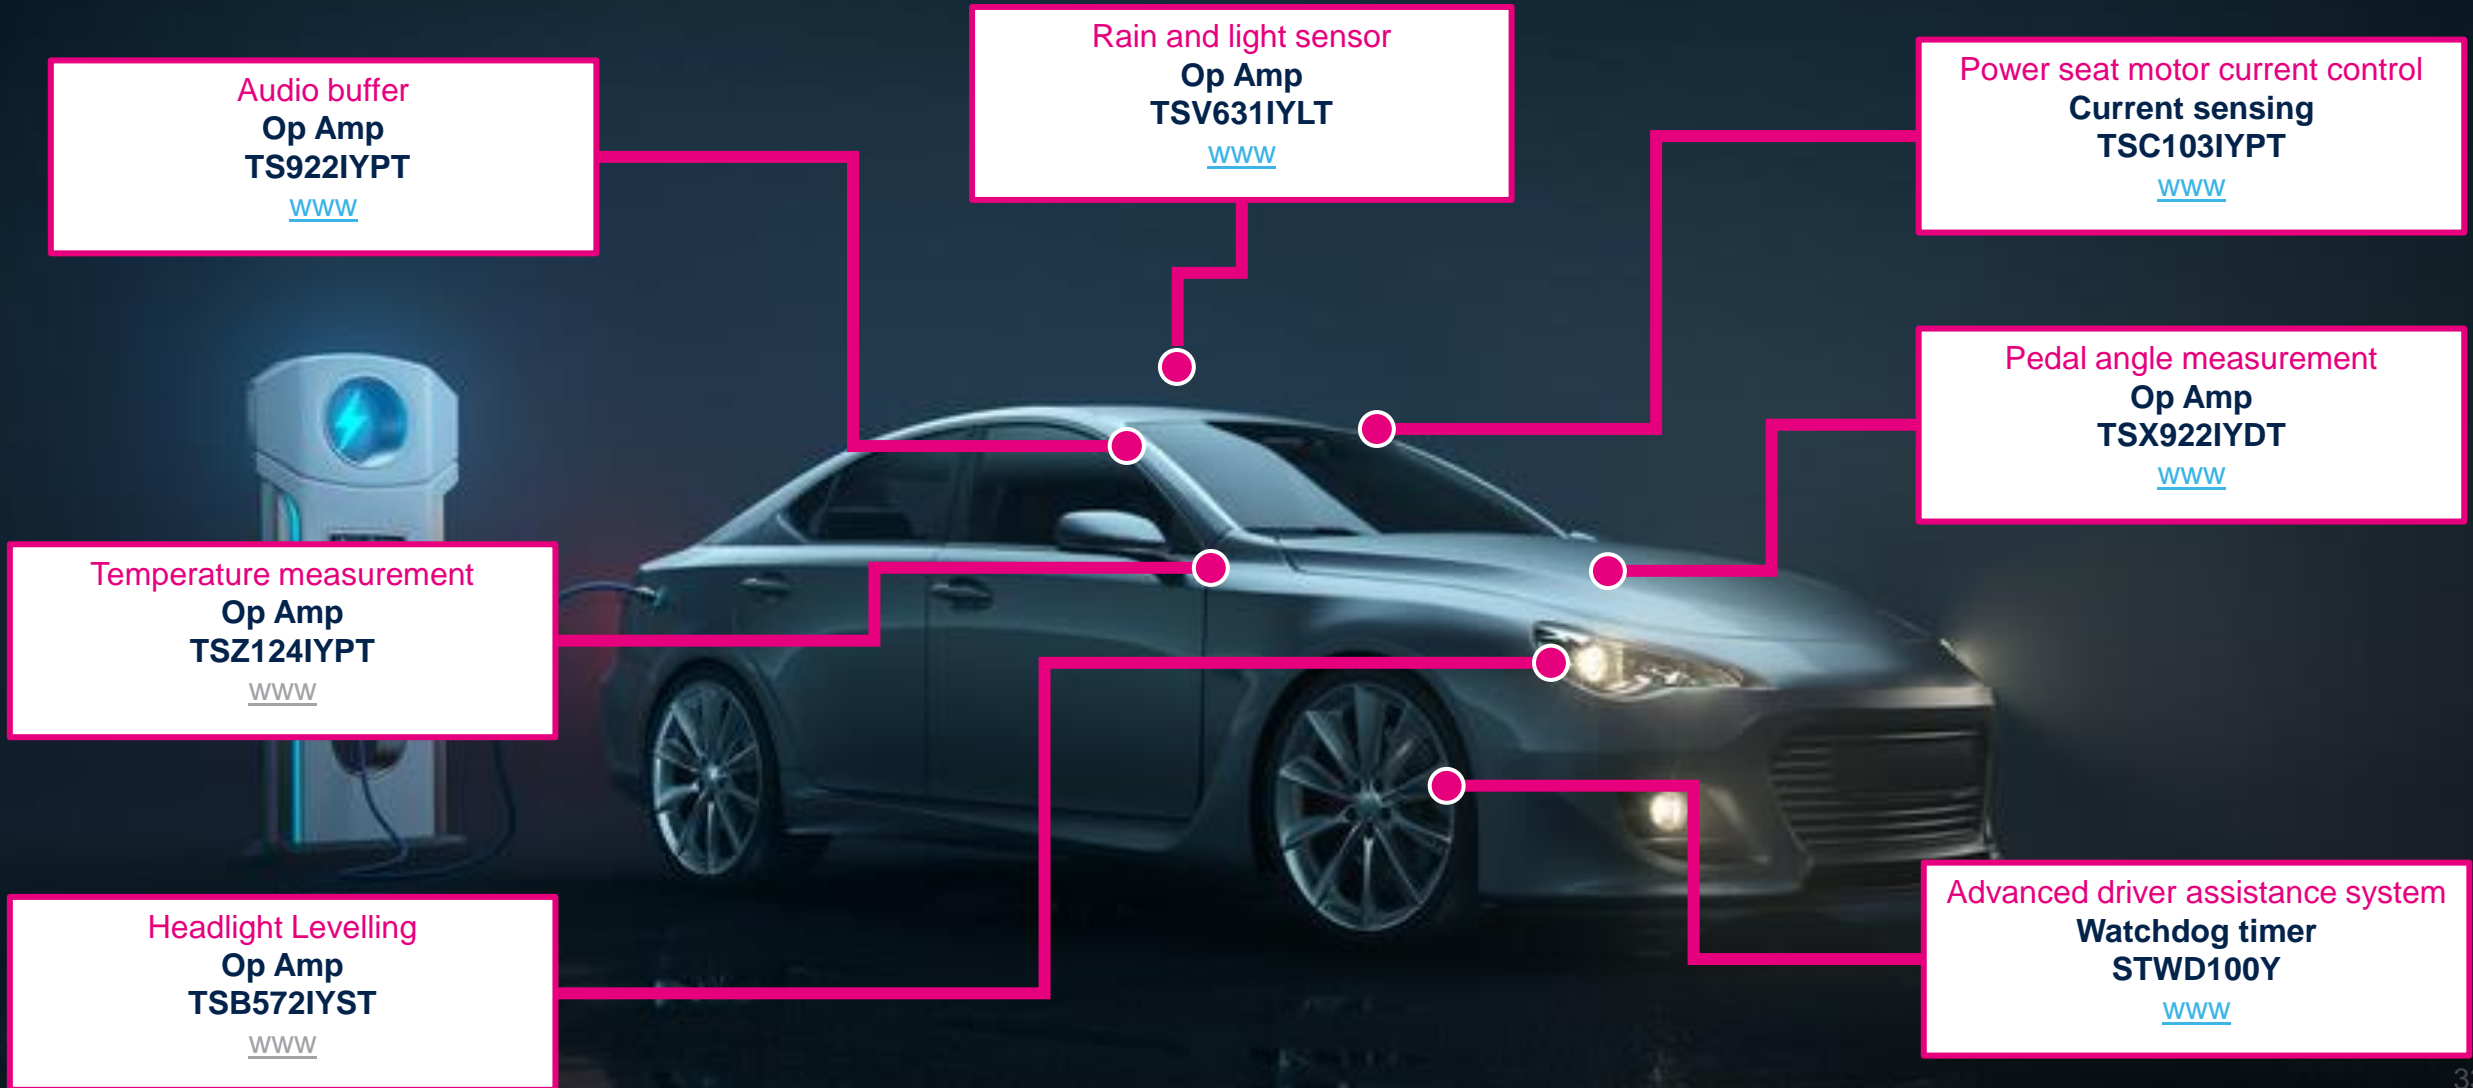 Audio buffer
Op Amp
TS922IYPT
www
Rain and light sensor
Op Amp
TSV631IYLT
www
Power seat motor current control
Current sensing
TSC103IYPT
www
Pedal angle measurement
Op Amp
TSX922IYDT
www
Temperature measurement
Op Amp
TSZ124IYPT
www
Headlight Levelling
Op Amp
TSB572IYST
www
Advanced driver assistance system
Watchdog timer
STWD100Y
www